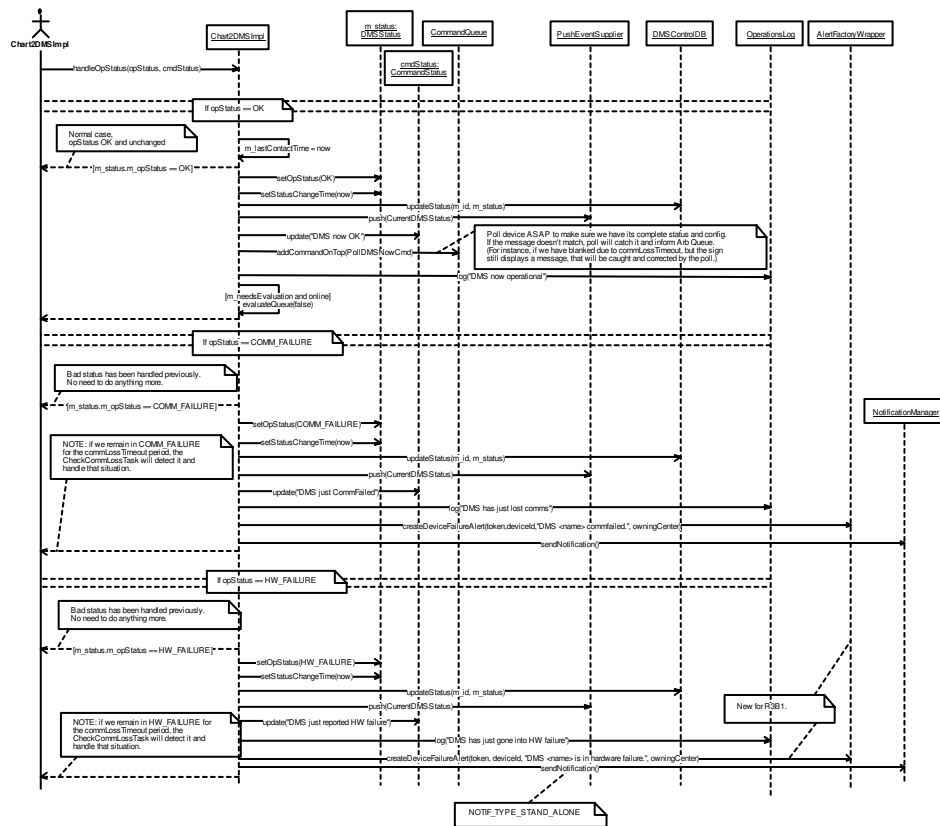 Chart2DMSImpl
Chart2DMSImpl
m_status:
DMSStatus
CommandQueue
PushEventSupplier
DMSControlDB
OperationsLog
AlertFactoryWrapper
cmdStatus:
CommandStatus
handleOpStatus(opStatus, cmdStatus)
If opStatus == OK
Normal case,
opStatus OK and unchanged
m_lastContactTime = now
[m_status.m_opStatus == OK]
setOpStatus(OK)
setStatusChangeTime(now)
updateStatus(m_id, m_status)
push(CurrentDMSStatus)
update("DMS now OK")
addCommandOnTop(PollDMSNowCmd)
Poll device ASAP to make sure we have its complete status and config.
If the message doesn't match, poll will catch it and inform Arb Queue.
(For instance, if we have blanked due to commLossTimeout, but the sign
still displays a message, that will be caught and corrected by the poll.)
log("DMS now operational")
[m_needsEvaluation and online]
evaluateQueue(false)
If opStatus == COMM_FAILURE
Bad status has been handled previously.
No need to do anything more.
[m_status.m_opStatus == COMM_FAILURE]
NotificationManager
setOpStatus(COMM_FAILURE)
setStatusChangeTime(now)
NOTE: if we remain in COMM_FAILURE
for the commLossTimeout period, the
CheckCommLossTask will detect it and
handle that situation.
updateStatus(m_id, m_status)
push(CurrentDMSStatus)
update("DMS just CommFailed")
log("DMS has just lost comms")
createDeviceFailureAlert(token,deviceId,"DMS <name> commfailed.", owningCenter)
sendNotification()
If opStatus == HW_FAILURE
Bad status has been handled previously.
No need to do anything more.
[m_status.m_opStatus == HW_FAILURE]
setOpStatus(HW_FAILURE)
setStatusChangeTime(now)
updateStatus(m_id, m_status)
New for R3B1.
push(CurrentDMSStatus)
NOTE: if we remain in HW_FAILURE for
the commLossTimeout period, the
CheckCommLossTask will detect it and
handle that situation.
update("DMS just reported HW failure")
log("DMS has just gone into HW failure")
createDeviceFailureAlert(token, deviceId, "DMS <name> is in hardware failure.", owningCenter)
sendNotification()
NOTIF_TYPE_STAND_ALONE